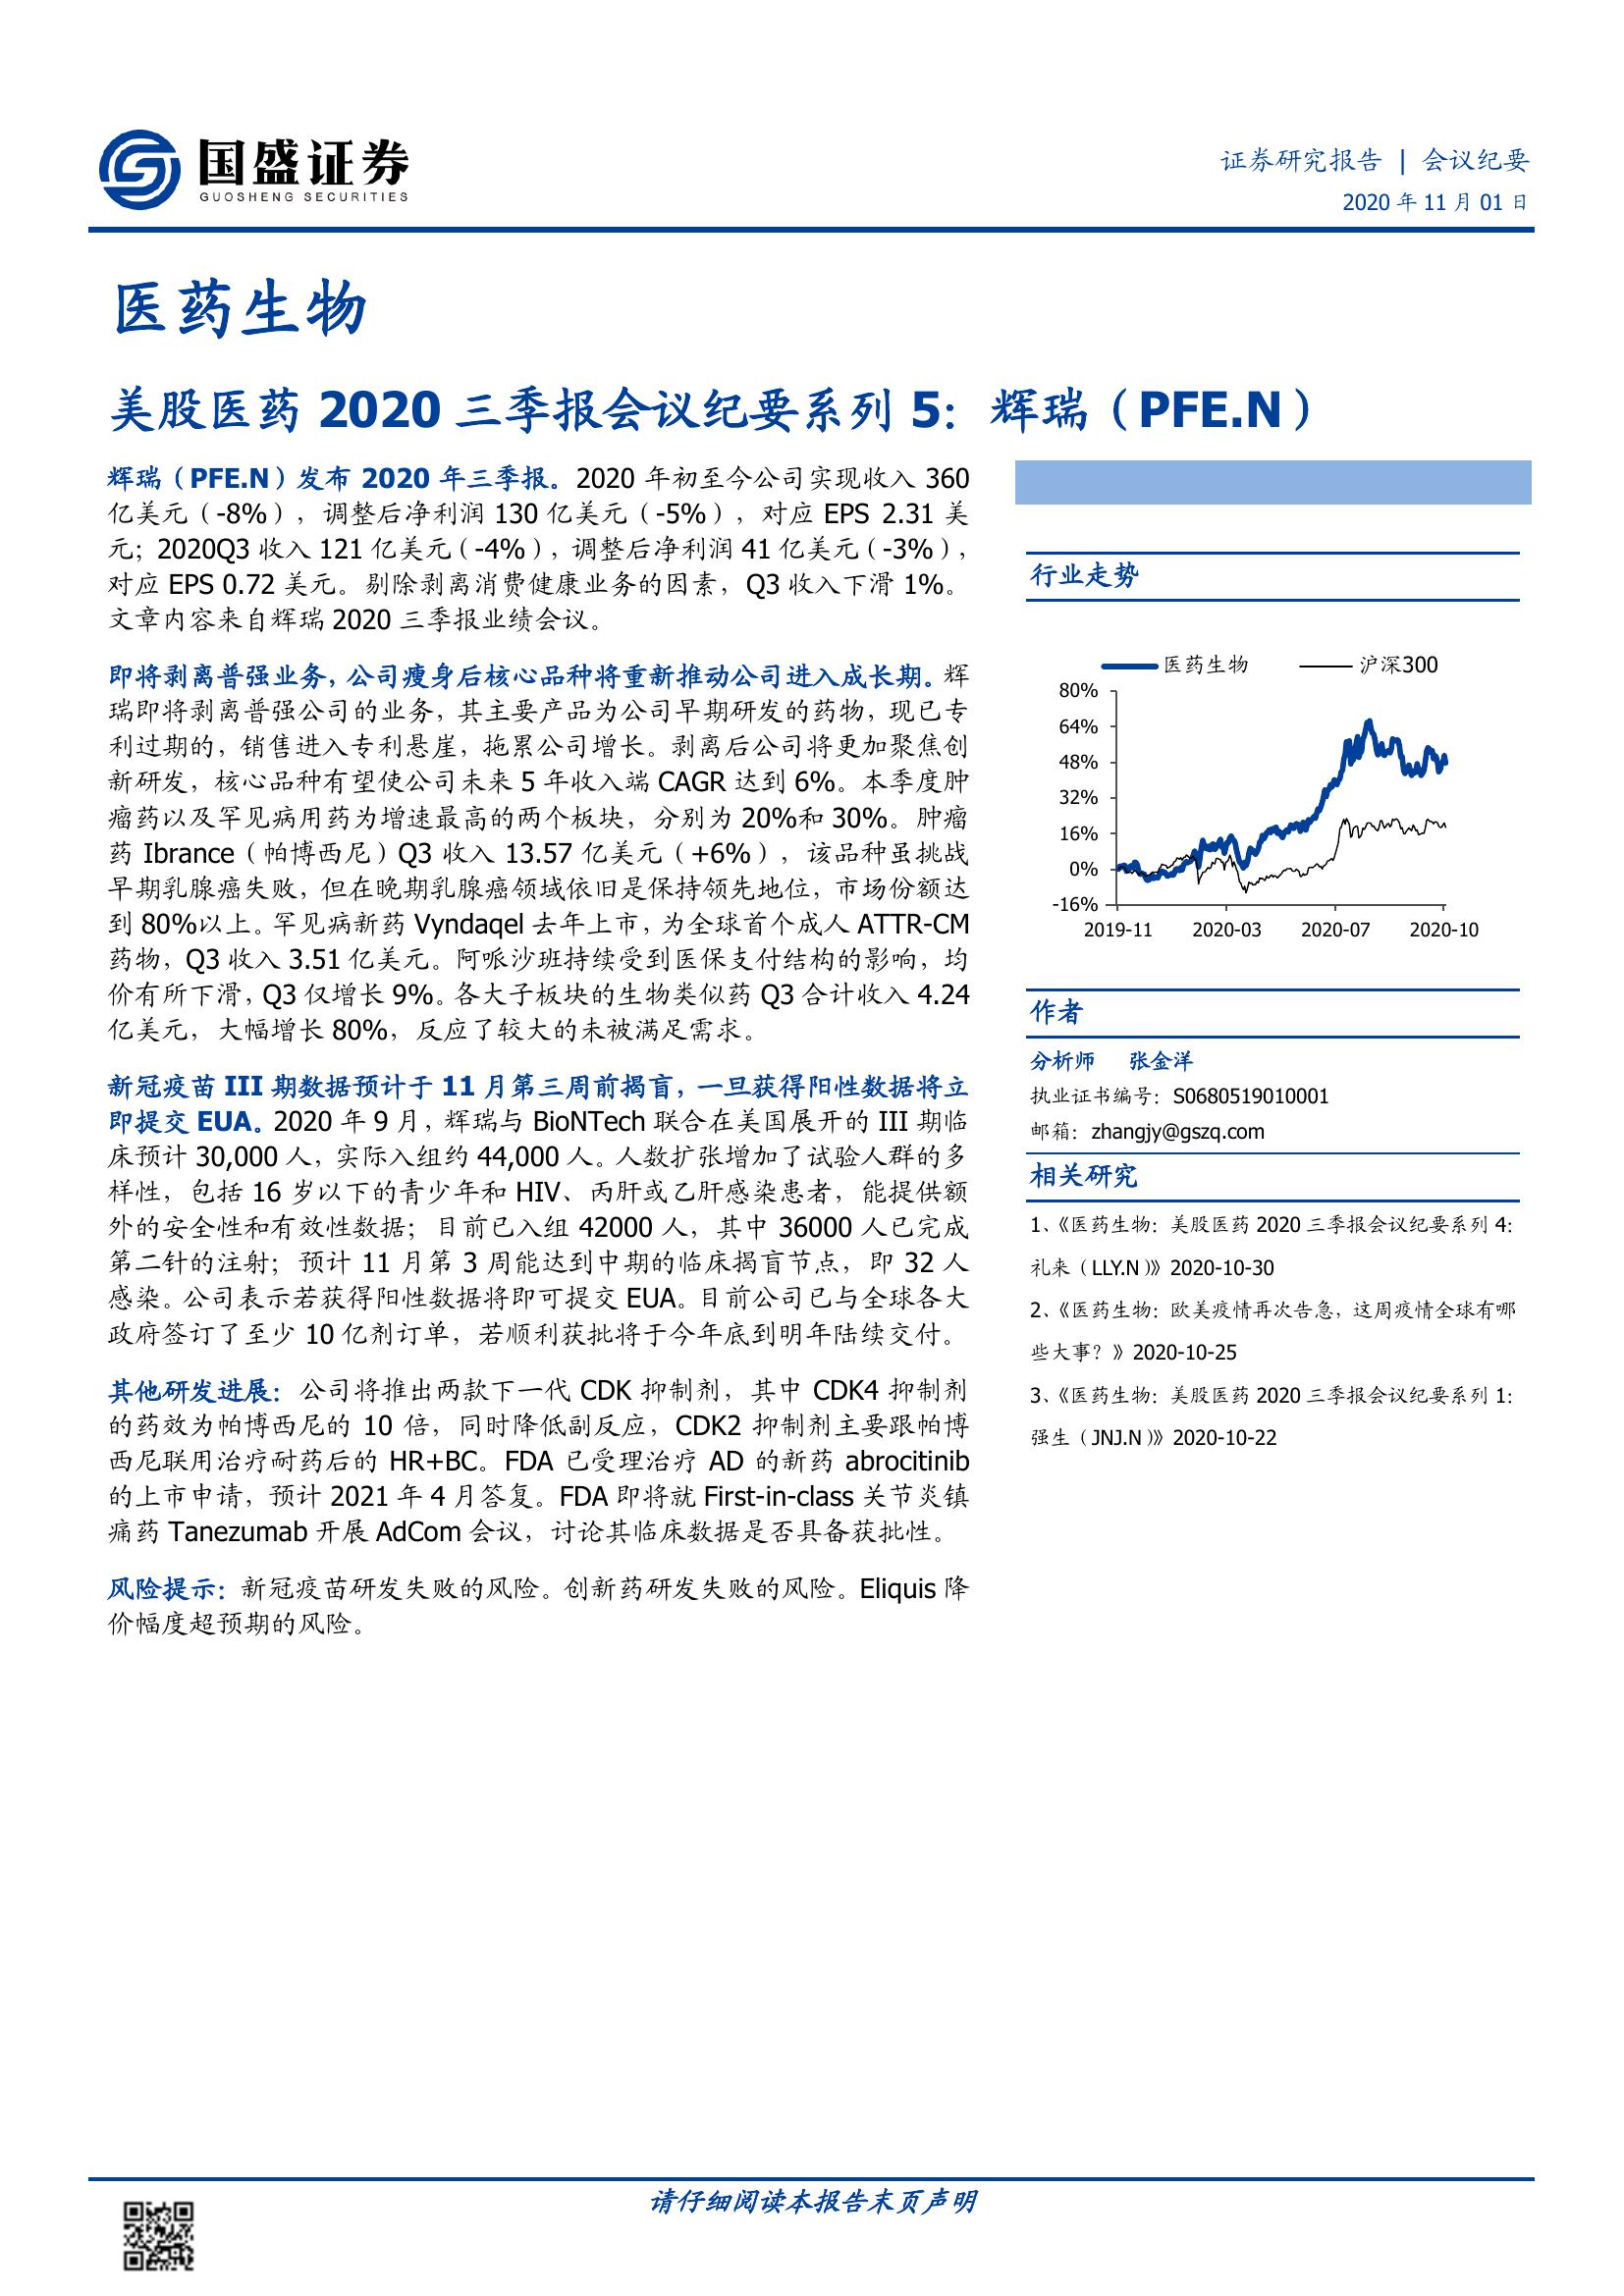 国盛证券
GUOSHENG SECURITIES
证券研究报告 | 会议纪要
2020 年 11 月 01 日
医药生物
美股医药 2020 三季报会议纪要系列 5：辉瑞（PFE.N）
辉瑞（PFE.N）发布 2020 年三季报。2020 年初至今公司实现收入 360
亿美元（-8%），调整后净利润 130 亿美元（-5%），对应 EPS 2.31 美
元；2020Q3 收入 121 亿美元（-4%），调整后净利润 41 亿美元（-3%），
对应 EPS 0.72 美元。剔除剥离消费健康业务的因素，Q3 收入下滑 1%。
文章内容来自辉瑞 2020 三季报业绩会议。
即将剥离普强业务，公司瘦身后核心品种将重新推动公司进入成长期。辉
瑞即将剥离普强公司的业务，其主要产品为公司早期研发的药物，现已专
利过期的，销售进入专利悬崖，拖累公司增长。剥离后公司将更加聚焦创
新研发，核心品种有望使公司未来 5 年收入端 CAGR 达到 6%。本季度肿
瘤药以及罕见病用药为增速最高的两个板块，分别为 20%和 30%。肿瘤
药 Ibrance（帕博西尼）Q3 收入 13.57 亿美元（+6%），该品种虽挑战
早期乳腺癌失败，但在晚期乳腺癌领域依旧是保持领先地位，市场份额达
到 80%以上。罕见病新药 Vyndaqel 去年上市，为全球首个成人 ATTR-CM
药物，Q3 收入 3.51 亿美元。阿哌沙班持续受到医保支付结构的影响，均
价有所下滑，Q3 仅增长 9%。各大子板块的生物类似药 Q3 合计收入 4.24
亿美元，大幅增长 80%，反应了较大的未被满足需求。
新冠疫苗 III 期数据预计于 11 月第三周前揭盲，一旦获得阳性数据将立
即提交 EUA。2020 年 9 月，辉瑞与 BioNTech 联合在美国展开的 III 期临
床预计 30,000 人，实际入组约 44,000 人。人数扩张增加了试验人群的多
样性，包括 16 岁以下的青少年和 HIV、丙肝或乙肝感染患者，能提供额
外的安全性和有效性数据；目前已入组 42000 人，其中 36000 人已完成
第二针的注射；预计 11 月第 3 周能达到中期的临床揭盲节点，即 32 人
感染。公司表示若获得阳性数据将即可提交 EUA。目前公司已与全球各大
政府签订了至少 10 亿剂订单，若顺利获批将于今年底到明年陆续交付。
其他研发进展：公司将推出两款下一代 CDK 抑制剂，其中 CDK4 抑制剂
的药效为帕博西尼的 10 倍，同时降低副反应，CDK2 抑制剂主要跟帕博
西尼联用治疗耐药后的 HR+BC。FDA 已受理治疗 AD 的新药 abrocitinib
的上市申请，预计 2021 年 4 月答复。FDA 即将就 First-in-class 关节炎镇
痛药 Tanezumab 开展 AdCom 会议，讨论其临床数据是否具备获批性。
风险提示：新冠疫苗研发失败的风险。创新药研发失败的风险。Eliquis 降
价幅度超预期的风险。
行业走势
医药生物 沪深300
80%
64%
48%
32%
16%
0%
-16%
2019-11 2020-03 2020-07 2020-10
作者
分析师 张金洋
执业证书编号：S0680519010001
邮箱：zhangjy@gszq.com
相关研究
1、《医药生物：美股医药 2020 三季报会议纪要系列 4：
礼来（LLY.N）》2020-10-30
2、《医药生物：欧美疫情再次告急，这周疫情全球有哪
些大事？》2020-10-25
3、《医药生物：美股医药 2020 三季报会议纪要系列 1：
强生（JNJ.N）》2020-10-22
请仔细阅读本报告末页声明